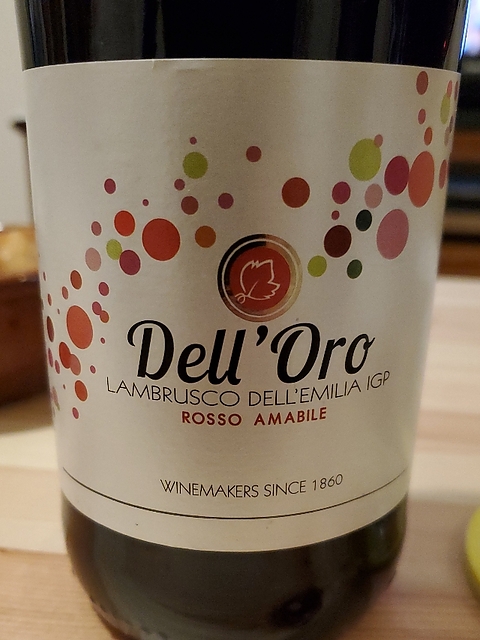 Dell'Oro
LAMBRUSCO DELL'EMILIA IGP
ROSSO AMABILE
WINEMAKERS SINCE 1860